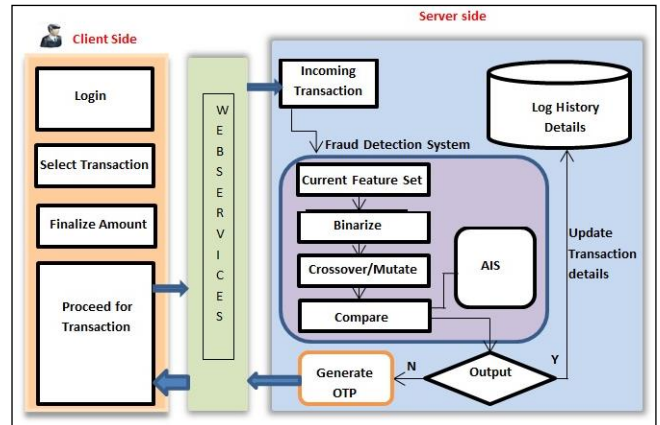 Server side
Client Side
Login
Select Transaction
Finalize Amount
Proceed for
Transaction
WEBSERVICES
Incoming
Transaction
Fraud Detection System
Current Feature Set
Binarize
Crossover/Mutate
Compare
AIS
Log History
Details
Update
Transaction
details
Generate
OTP
N
Output
Y